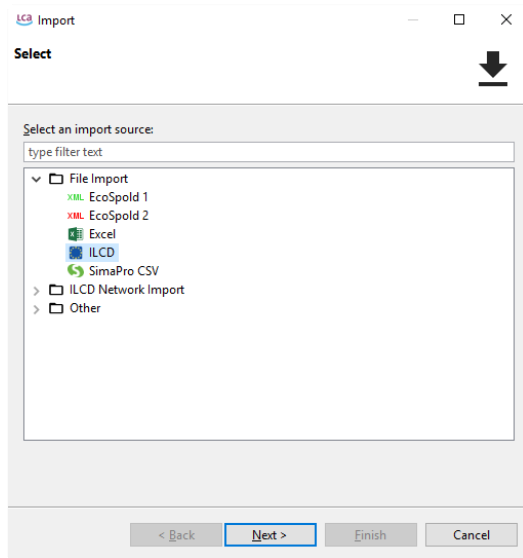 LCA Import
Select
Select an import source:
type filter text
File Import
XML EcoSpold 1
XML EcoSpold 2
Excel
ILCD
SimaPro CSV
ILCD Network Import
Other
< Back Next > Finish Cancel